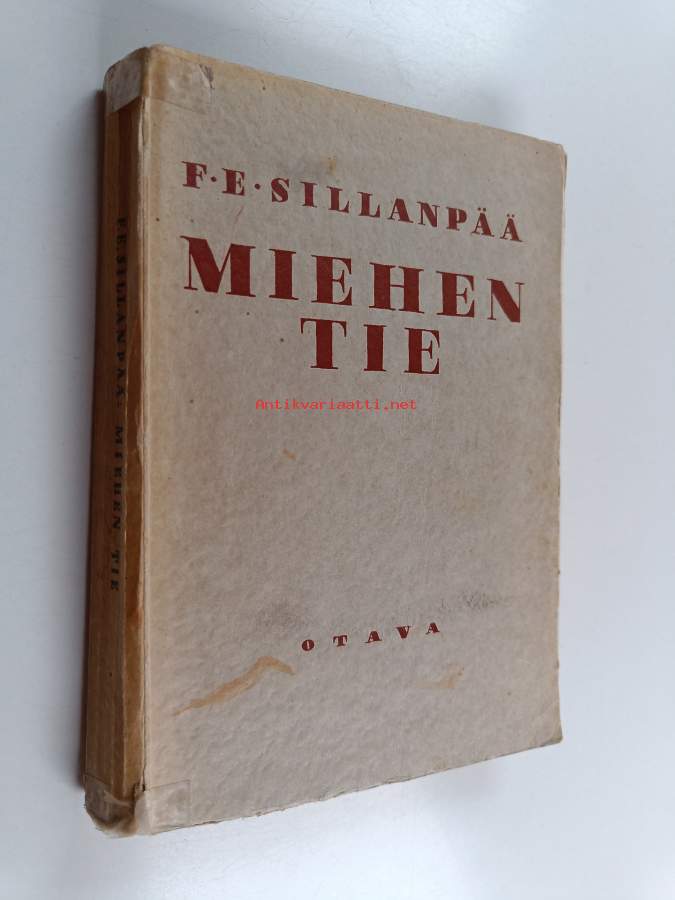 F·E·SILLANPÄÄ
MIEHEN
TIE
Antikvariaatti.net
OTAVA
F.E.SILLANPÄÄ · MIEHEN TIE